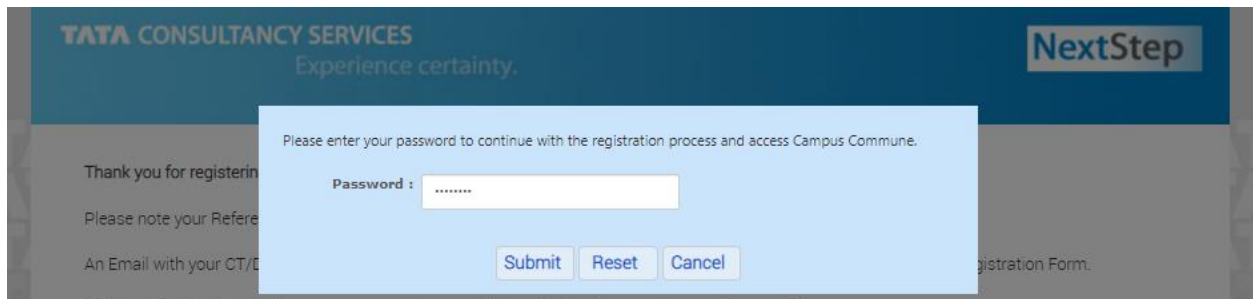 TATA CONSULTANCY SERVICES
Experience certainty.
NextStep
Please enter your password to continue with the registration process and access Campus Commune.
Thank you for registerin
Password :
Please note your Refere
Submit Reset Cancel
An Email with your CT/D gistration Form.